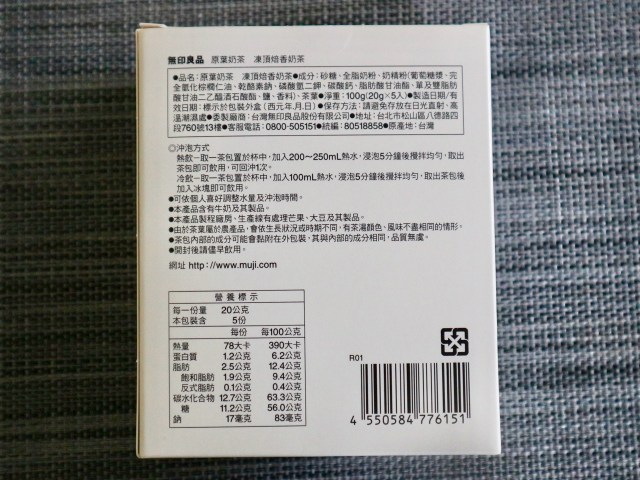 無印良品 原葉奶茶 凍頂焙香奶茶
●品名：原葉奶茶 凍頂焙香奶茶●成分：砂糖、全脂奶粉、奶精粉(葡萄糖漿、完
全氫化棕櫚仁油、乾酪素鈉、磷酸氫二鉀、碳酸鈣、脂肪酸甘油酯、單及雙脂肪
酸甘油二乙醯酒石酸酯、鹽、香料)、茶葉●淨重：100g(20g×5入)●製造日期/有
效日期：標示於包裝外盒(西元年.月.日)●保存方法：請避免存放在日光直射、高
溫潮濕處●委製廠商：台灣無印良品股份有限公司●地址：台北市松山區八德路四
段760號13樓●客服電話：0800-505151●統編：80518858●原產地：台灣
◎沖泡方式
熱飲－取一茶包置於杯中，加入200～250mL熱水，浸泡5分鐘後攪拌均勻，取出
茶包即可飲用，可回沖1次。
冷飲－取一茶包置於杯中，加入100mL熱水，浸泡5分鐘後攪拌均勻，取出茶包後
加入冰塊即可飲用。
●可依個人喜好調整水量及沖泡時間。
●本產品含有牛奶及其製品。
●本產品製程廠房、生產線有處理芒果、大豆及其製品。
●由於茶葉屬於農產品，會依生長狀況或時期不同，有茶湯顏色、風味不盡相同的情形。
●茶包內部的成分可能會黏附在外包裝，其與內部的成分相同，品質無虞。
●開封後請儘早飲用。
網址 http://www.muji.com/
營養標示
每一份量 20公克
本包裝含 5份
每份 每100公克
熱量 78大卡 390大卡
蛋白質 1.2公克 6.2公克
脂肪 2.5公克 12.4公克
飽和脂肪 1.9公克 9.4公克
反式脂肪 0.1公克 0.4公克
碳水化合物 12.7公克 63.3公克
糖 11.2公克 56.0公克
鈉 17毫克 83毫克
R01
4 550584 776151